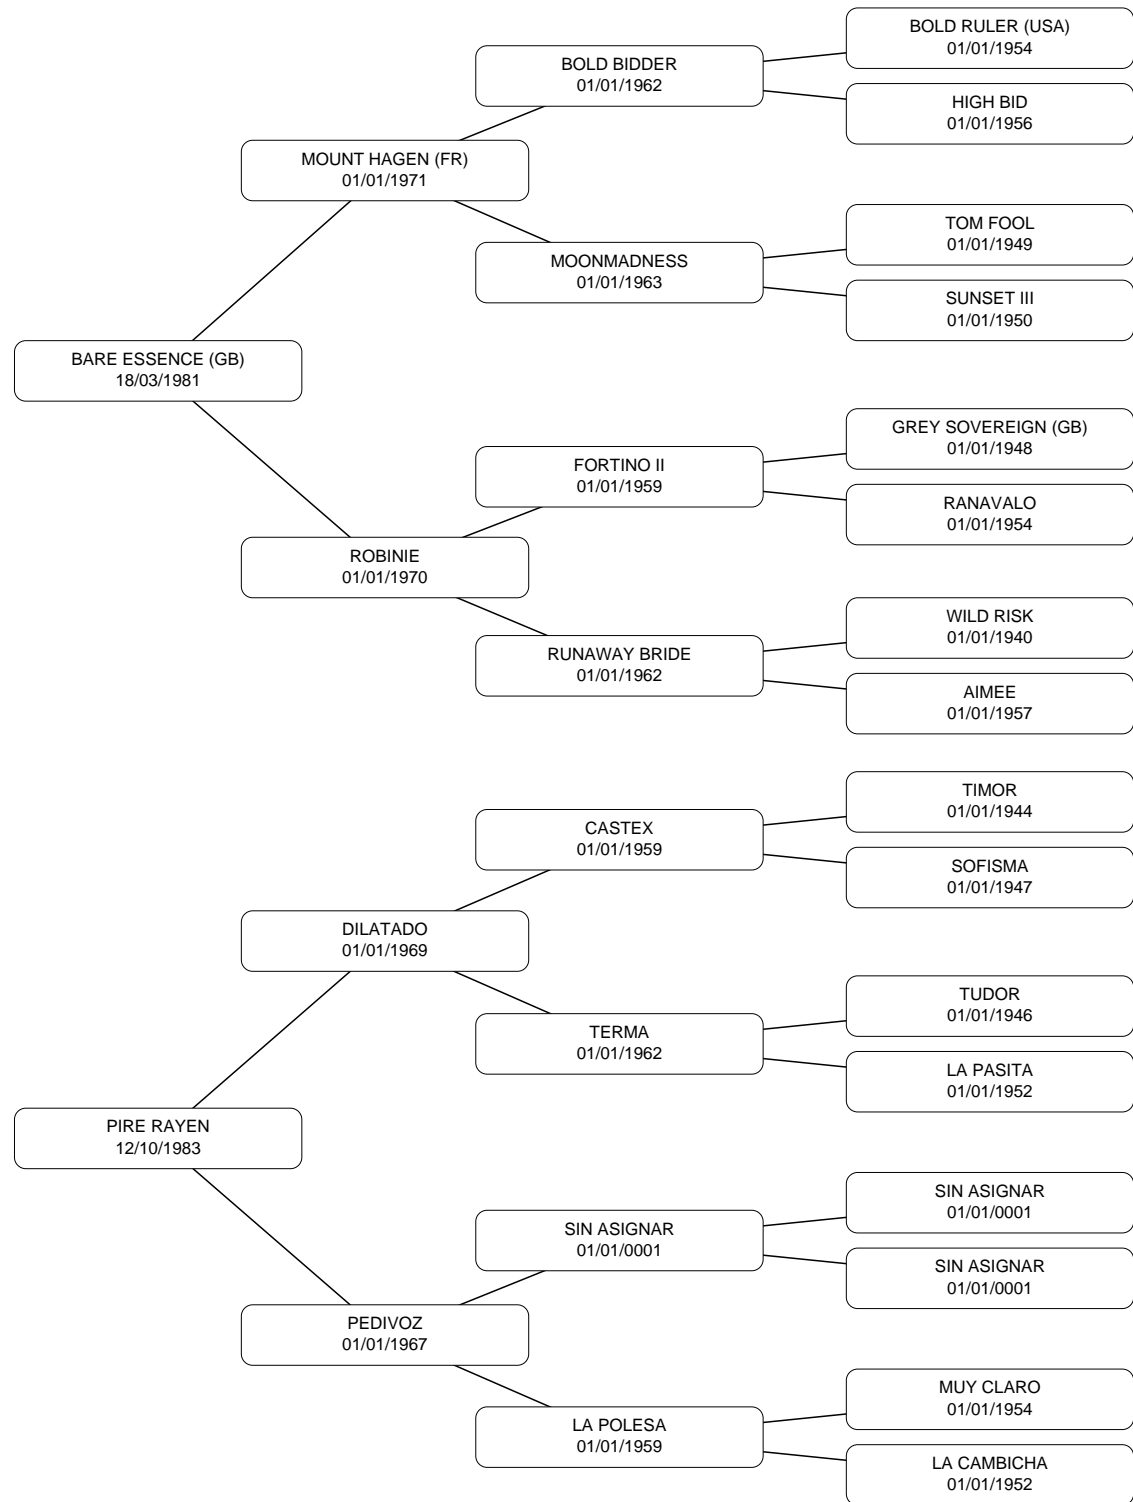 BOLD RULER (USA)
01/01/1954
BOLD BIDDER
01/01/1962
HIGH BID
01/01/1956
MOUNT HAGEN (FR)
01/01/1971
TOM FOOL
01/01/1949
MOONMADNESS
01/01/1963
SUNSET III
01/01/1950
BARE ESSENCE (GB)
18/03/1981
GREY SOVEREIGN (GB)
01/01/1948
FORTINO II
01/01/1959
RANAVALO
01/01/1954
ROBINIE
01/01/1970
WILD RISK
01/01/1940
RUNAWAY BRIDE
01/01/1962
AIMEE
01/01/1957
TIMOR
01/01/1944
CASTEX
01/01/1959
SOFISMA
01/01/1947
DILATADO
01/01/1969
TUDOR
01/01/1946
TERMA
01/01/1962
LA PASITA
01/01/1952
PIRE RAYEN
12/10/1983
SIN ASIGNAR
01/01/0001
SIN ASIGNAR
01/01/0001
SIN ASIGNAR
01/01/0001
PEDIVOZ
01/01/1967
MUY CLARO
01/01/1954
LA POLESA
01/01/1959
LA CAMBICHA
01/01/1952